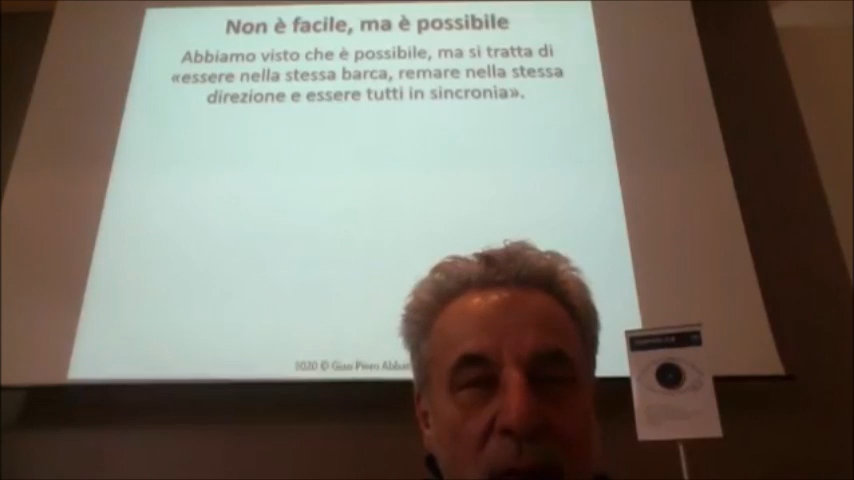 Non è facile, ma è possibile
Abbiamo visto che è possibile, ma si tratta di
«essere nella stessa barca, remare nella stessa
direzione e essere tutti in sincronia».
2020 © Gian Piero